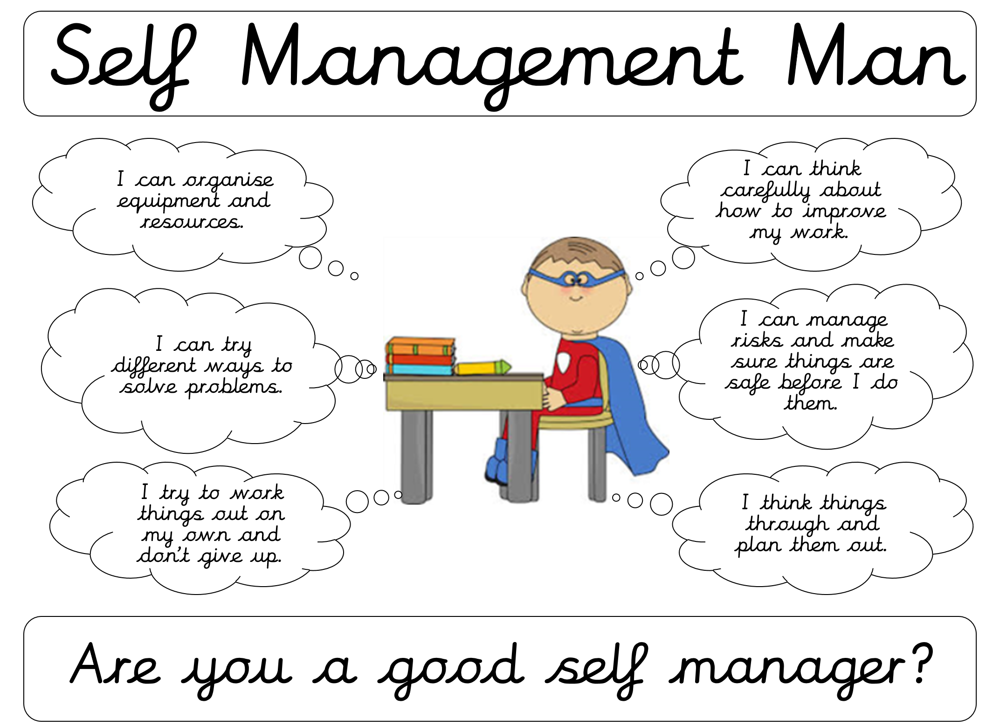 Self Management Man
I can organise
equipment and
resources.
I can think
carefully about
how to improve
my work.
I can try
different ways to
solve problems.
I can manage
risks and make
sure things are
safe before I do
them.
I try to work
things out on
my own and
don't give up.
I think things
through and
plan them out.
Are you a good self manager?